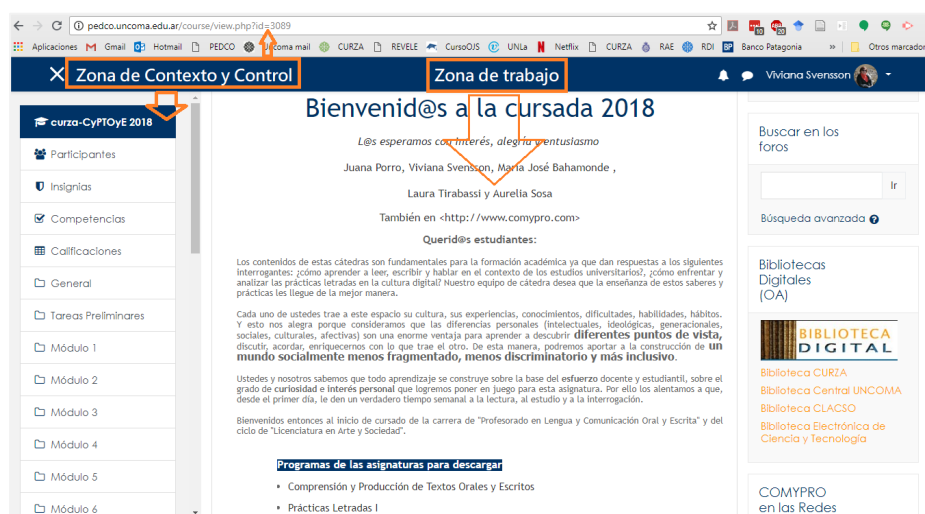 pedco.uncoma.edu.ar/course/view.php?id=3089
Aplicaciones Gmail Hotmail PEDCO Uncoma mail CURZA REVELE CursoOJS UNLa Netflix CURZA RAE RDI Banco Patagonia » Otros marcador
Zona de Contexto y Control
Zona de trabajo
Viviana Svensson
curza-CyPTOyE 2018
Participantes
Insignias
Competencias
Calificaciones
General
Tareas Preliminares
Módulo 1
Módulo 2
Módulo 3
Módulo 4
Módulo 5
Módulo 6
Bienvenid@s a la cursada 2018
L@s esperamos con interés, alegría y entusiasmo
Juana Porro, Viviana Svensson, María José Bahamonde ,
Laura Tirabassi y Aurelia Sosa
También en <http://www.comypro.com>
Querid@s estudiantes:
Los contenidos de estas cátedras son fundamentales para la formación académica ya que dan respuestas a los siguientes
interrogantes: ¿cómo aprender a leer, escribir y hablar en el contexto de los estudios universitarios?, ¿cómo enfrentar y
analizar las prácticas letradas en la cultura digital? Nuestro equipo de cátedra desea que la enseñanza de estos saberes y
prácticas les llegue de la mejor manera.
Cada uno de ustedes trae a este espacio su cultura, sus experiencias, conocimientos, dificultades, habilidades, hábitos.
Y esto nos alegra porque consideramos que las diferencias personales (intelectuales, ideológicas, generacionales,
sociales, culturales, afectivas) son una enorme ventaja para aprender a descubrir diferentes puntos de vista,
discutir, acordar, enriquecernos con lo que trae el otro. De esta manera, podremos aportar a la construcción de un
mundo socialmente menos fragmentado, menos discriminatorio y más inclusivo.
Ustedes y nosotros sabemos que todo aprendizaje se construye sobre la base del esfuerzo docente y estudiantil, sobre el
grado de curiosidad e interés personal que logremos poner en juego para esta asignatura. Por ello los alentamos a que,
desde el primer día, le den un verdadero tiempo semanal a la lectura, al estudio y a la interrogación.
Bienvenidos entonces al inicio de cursado de la carrera de "Profesorado en Lengua y Comunicación Oral y Escrita" y del
ciclo de "Licenciatura en Arte y Sociedad".
Programas de las asignaturas para descargar
Comprensión y Producción de Textos Orales y Escritos
Prácticas Letradas I
Buscar en los
foros
Ir
Búsqueda avanzada
Bibliotecas
Digitales
(OA)
BIBLIOTECA
DIGITAL
Biblioteca CURZA
Biblioteca Central UNCOMA
Biblioteca CLACSO
Biblioteca Electrónica de
Ciencia y Tecnología
COMYPRO
en las Redes